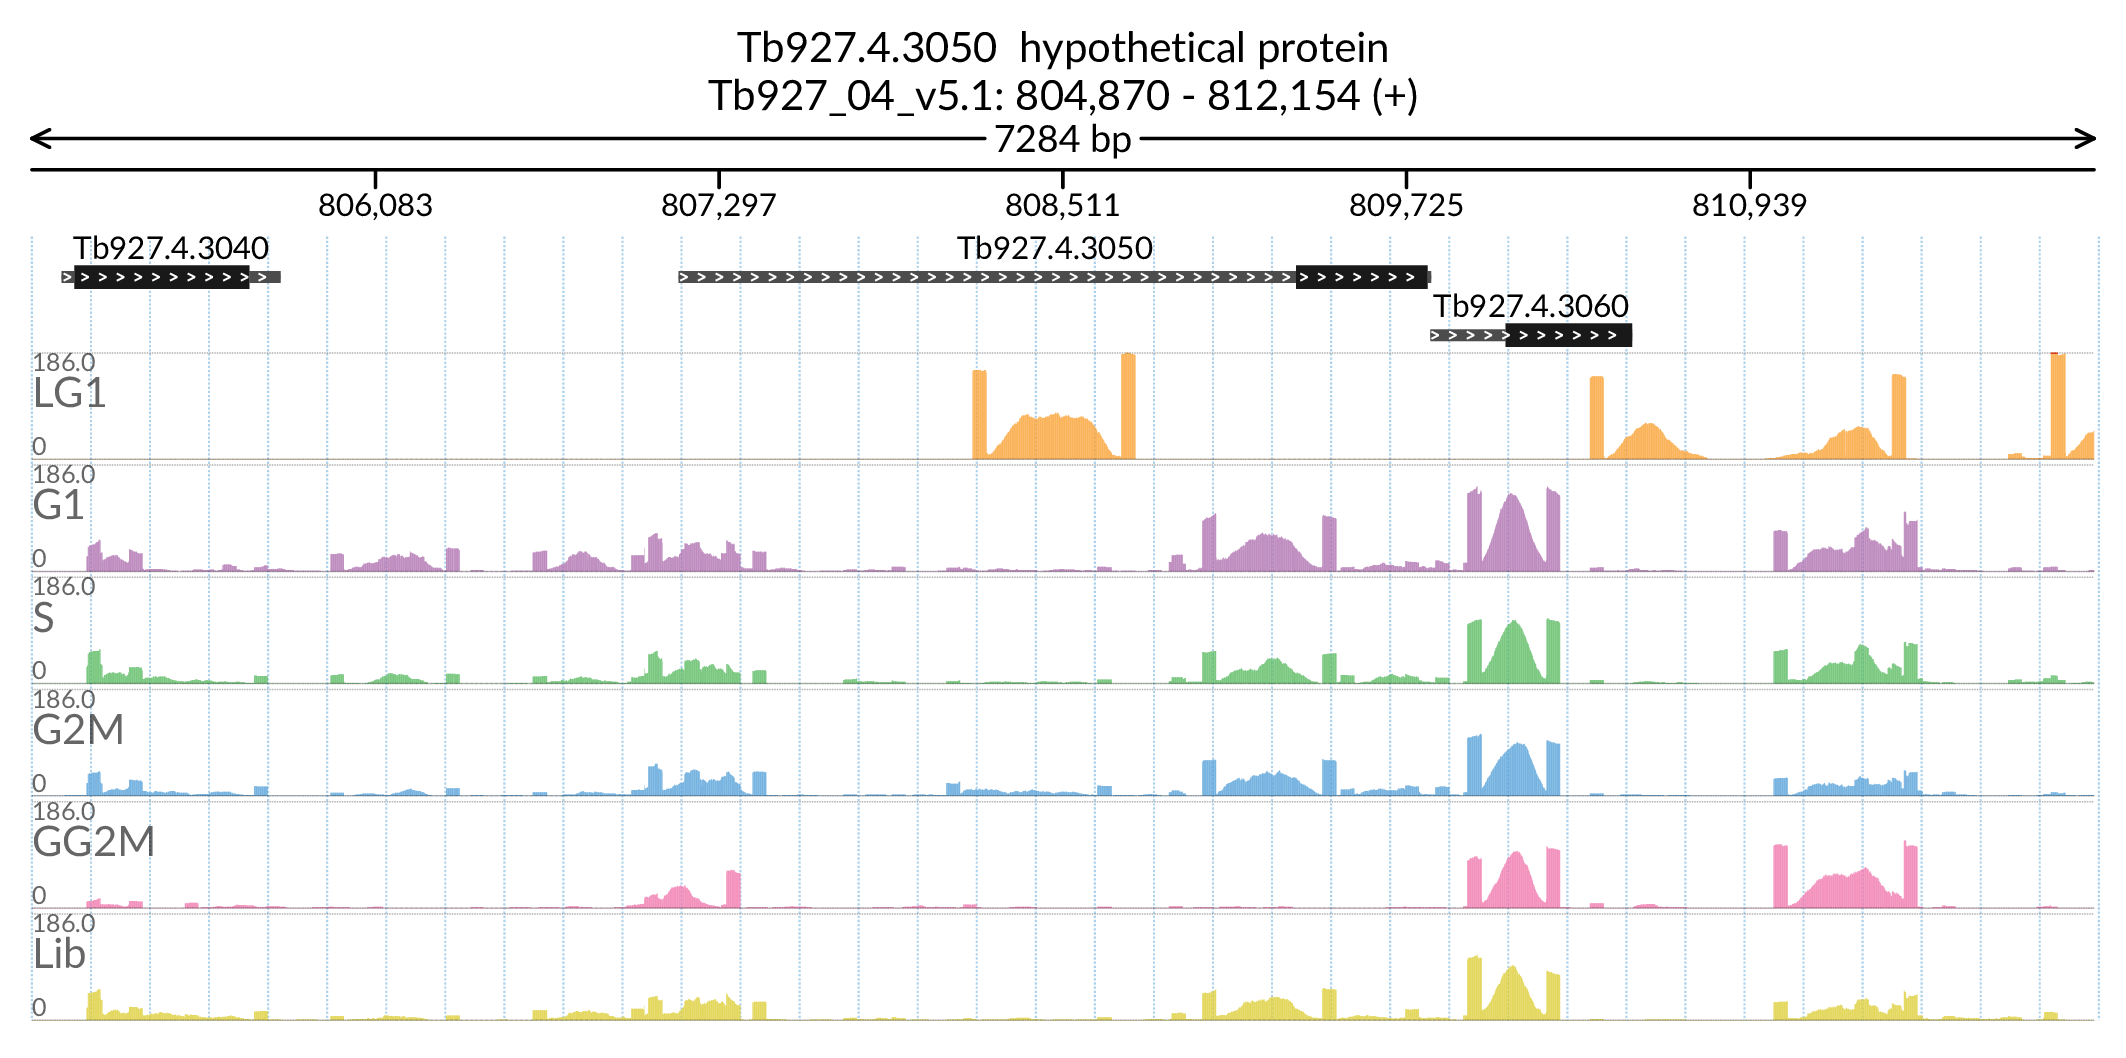 Tb927.4.3050 hypothetical protein
Tb927_04_v5.1: 804,870 - 812,154 (+)
7284 bp
806,083 807,297 808,511 809,725 810,939
Tb927.4.3040 Tb927.4.3050
Tb927.4.3060
186.0
LG1
0
186.0
G1
0
186.0
S
0
186.0
G2M
0
186.0
GG2M
0
186.0
Lib
0